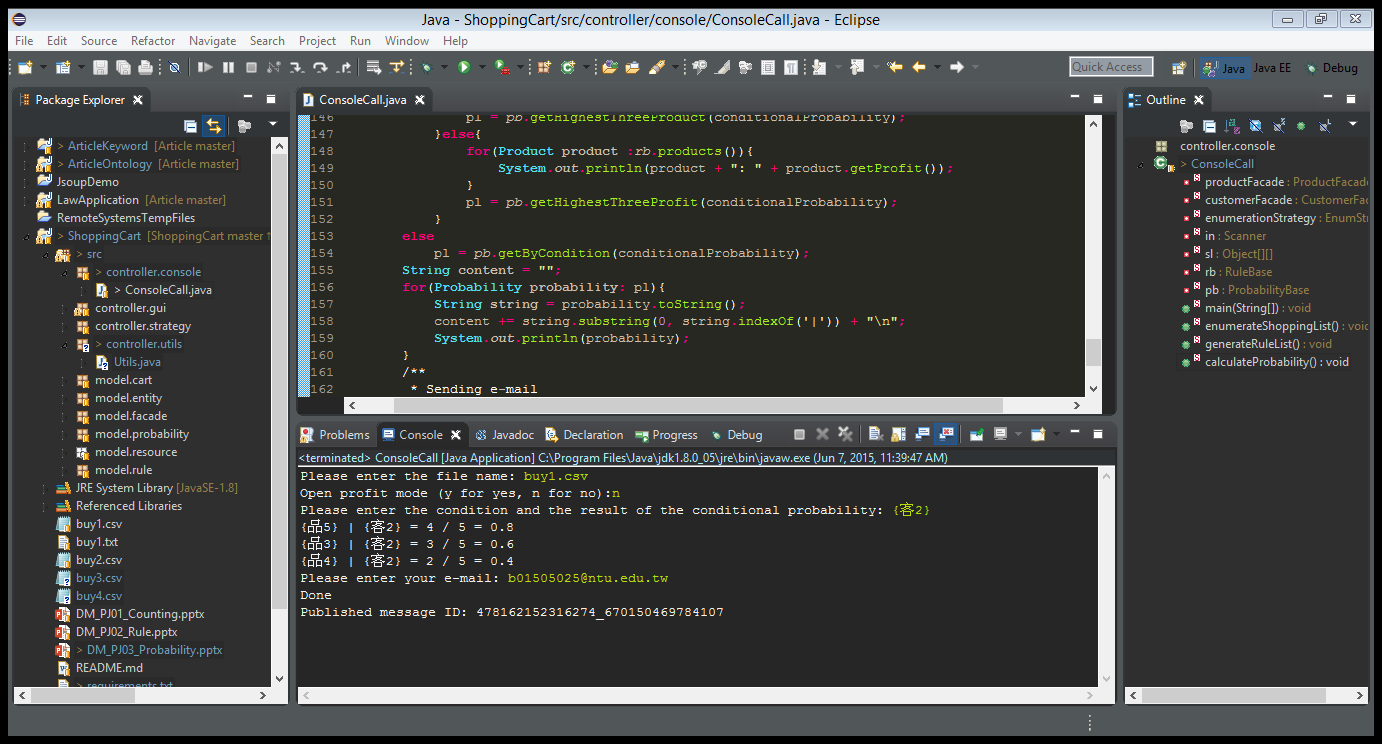 Java - ShoppingCart/src/controller/console/ConsoleCall.java - Eclipse
File Edit Source Refactor Navigate Search Project Run Window Help
Quick Access
Java
Java EE
Debug
Package Explorer
> ArticleKeyword [Article master]
> ArticleOntology [Article master]
JsoupDemo
LawApplication [Article master]
RemoteSystemsTempFiles
> ShoppingCart [ShoppingCart master ↑
> src
> controller.console
> ConsoleCall.java
controller.gui
controller.strategy
> controller.utils
Utils.java
model.cart
model.entity
model.facade
model.probability
model.resource
model.rule
JRE System Library [JavaSE-1.8]
Referenced Libraries
buy1.csv
buy1.txt
buy2.csv
buy3.csv
buy4.csv
DM_PJ01_Counting.pptx
DM_PJ02_Rule.pptx
> DM_PJ03_Probability.pptx
README.md
> requirements.txt
ConsoleCall.java
146 pl = pb.getHighestThreeProduct(conditionalProbability);
147 }else{
148 for(Product product :rb.products()){
149 System.out.println(product + ": " + product.getProfit());
150 }
151 pl = pb.getHighestThreeProfit(conditionalProbability);
152 }
153 else
154 pl = pb.getByCondition(conditionalProbability);
155 String content = "";
156 for(Probability probability: pl){
157 String string = probability.toString();
158 content += string.substring(0, string.indexOf('|')) + "\n";
159 System.out.println(probability);
160 }
161 /**
162 * Sending e-mail
Problems Console Javadoc Declaration Progress Debug
<terminated> ConsoleCall [Java Application] C:\Program Files\Java\jdk1.8.0_05\jre\bin\javaw.exe (Jun 7, 2015, 11:39:47 AM)
Please enter the file name: buy1.csv
Open profit mode (y for yes, n for no):n
Please enter the condition and the result of the conditional probability: {客2}
{品5} | {客2} = 4 / 5 = 0.8
{品3} | {客2} = 3 / 5 = 0.6
{品4} | {客2} = 2 / 5 = 0.4
Please enter your e-mail: b01505025@ntu.edu.tw
Done
Published message ID: 478162152316274_670150469784107
Outline
controller.console
> ConsoleCall
productFacade : ProductFacad
customerFacade : CustomerFac
enumerationStrategy : EnumStr
in : Scanner
sl : Object[][]
rb : RuleBase
pb : ProbabilityBase
main(String[]) : void
enumerateShoppingList() : void
generateRuleList() : void
calculateProbability() : void